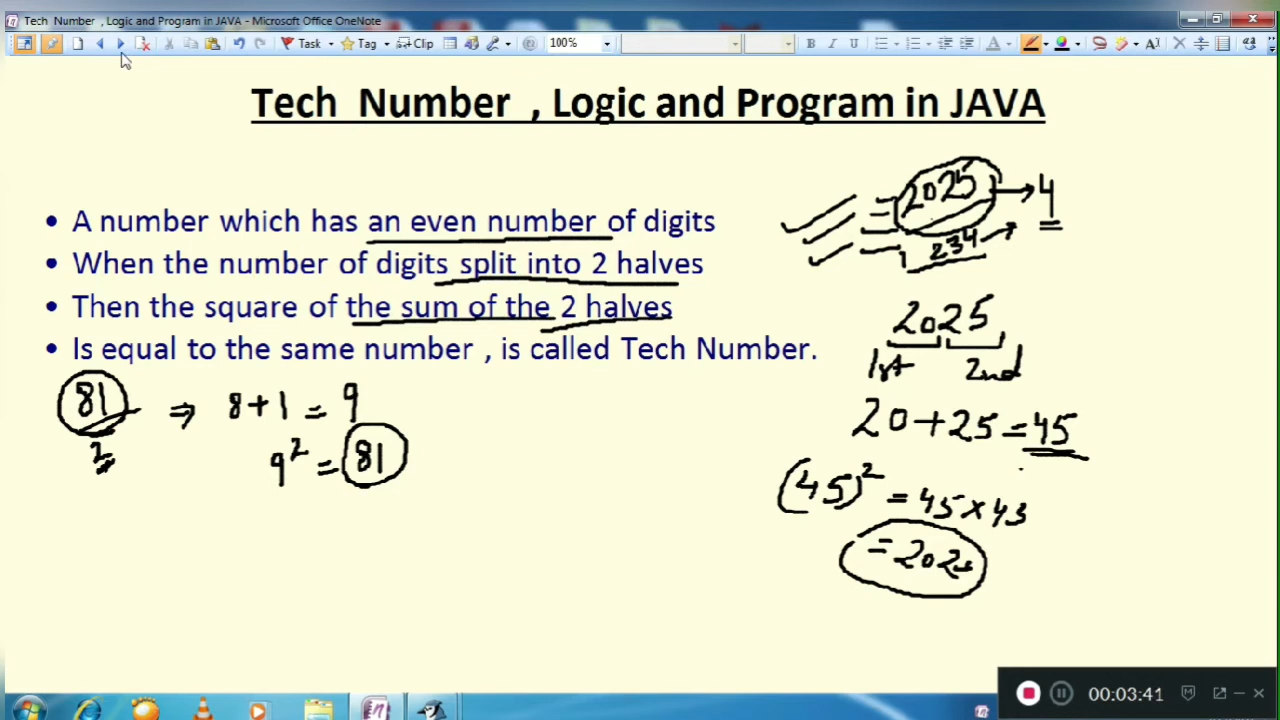 Tech Number , Logic and Program in JAVA - Microsoft Office OneNote
Task Tag Clip 100% B I U
Tech Number , Logic and Program in JAVA
• A number which has an even number of digits
• When the number of digits split into 2 halves
• Then the square of the sum of the 2 halves
• Is equal to the same number , is called Tech Number.
2025 → 4
1 234
2025
1st 2nd
20+25=45
(45)² = 45×45
= 2025
81 ⇒ 8+1=9
2
9² = 81
00:03:41